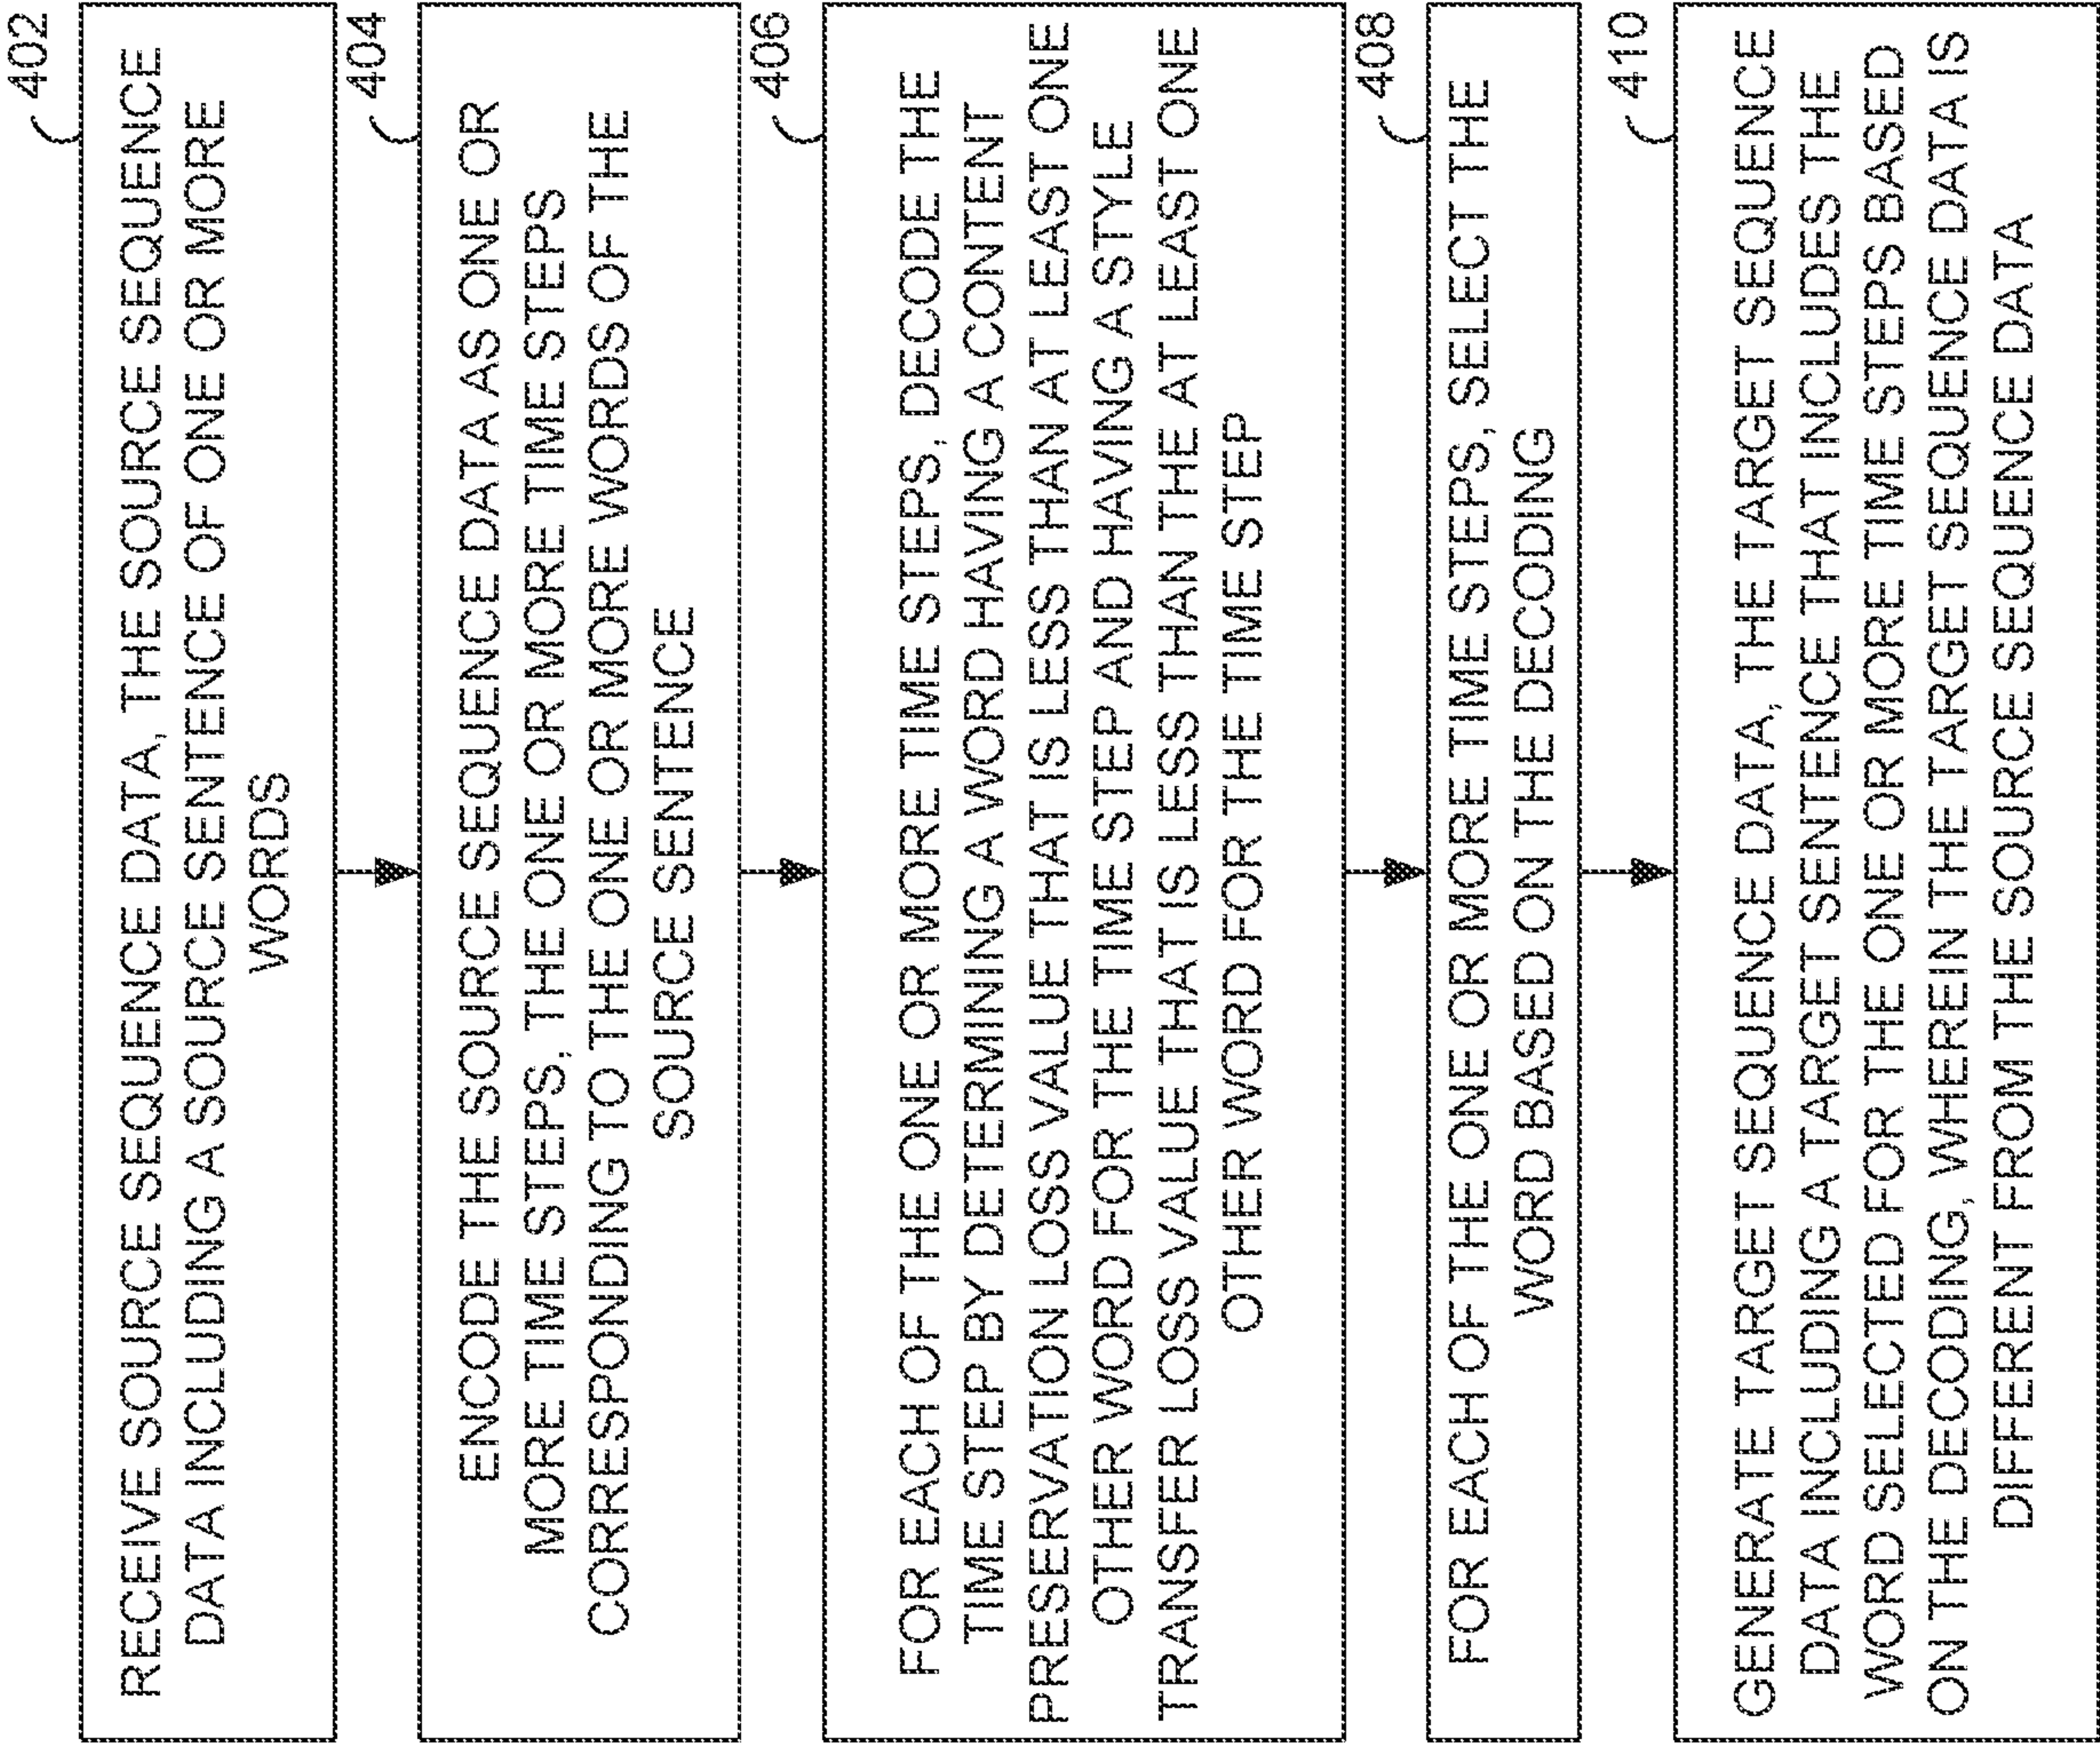 402
RECEIVE SOURCE SEQUENCE DATA, THE SOURCE SEQUENCE
DATA INCLUDING A SOURCE SENTENCE OF ONE OR MORE
WORDS
404
ENCODE THE SOURCE SEQUENCE DATA AS ONE OR
MORE TIME STEPS, THE ONE OR MORE TIME STEPS
CORRESPONDING TO THE ONE OR MORE WORDS OF THE
SOURCE SENTENCE
406
FOR EACH OF THE ONE OR MORE TIME STEPS, DECODE THE
TIME STEP BY DETERMINING A WORD HAVING A CONTENT
PRESERVATION LOSS VALUE THAT IS LESS THAN AT LEAST ONE
OTHER WORD FOR THE TIME STEP AND HAVING A STYLE
TRANSFER LOSS VALUE THAT IS LESS THAN THE AT LEAST ONE
OTHER WORD FOR THE TIME STEP
408
FOR EACH OF THE ONE OR MORE TIME STEPS, SELECT THE
WORD BASED ON THE DECODING
410
GENERATE TARGET SEQUENCE DATA, THE TARGET SEQUENCE
DATA INCLUDING A TARGET SENTENCE THAT INCLUDES THE
WORD SELECTED FOR THE ONE OR MORE TIME STEPS BASED
ON THE DECODING, WHEREIN THE TARGET SEQUENCE DATA IS
DIFFERENT FROM THE SOURCE SEQUENCE DATA